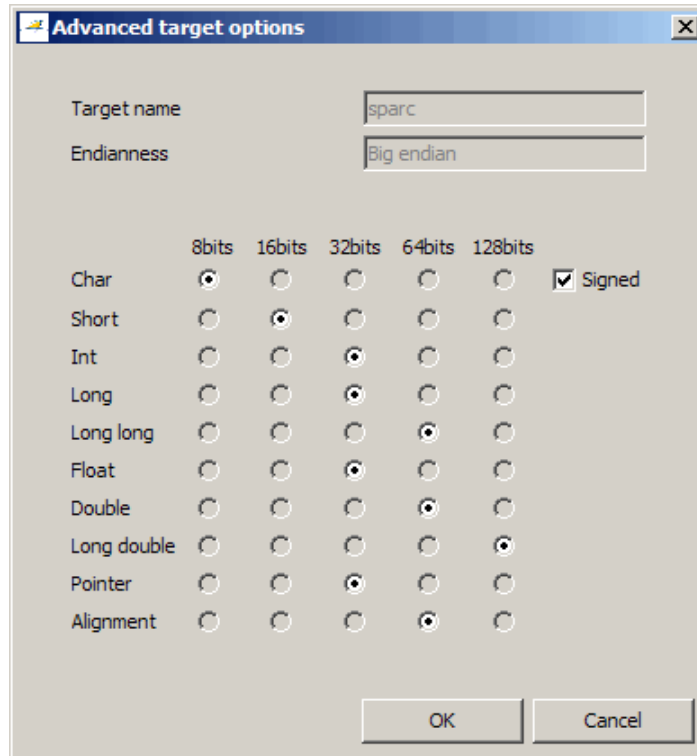 Advanced target options
Target name sparc
Endianness Big endian
8bits 16bits 32bits 64bits 128bits
Char Signed
Short
Int
Long
Long long
Float
Double
Long double
Pointer
Alignment
OK Cancel